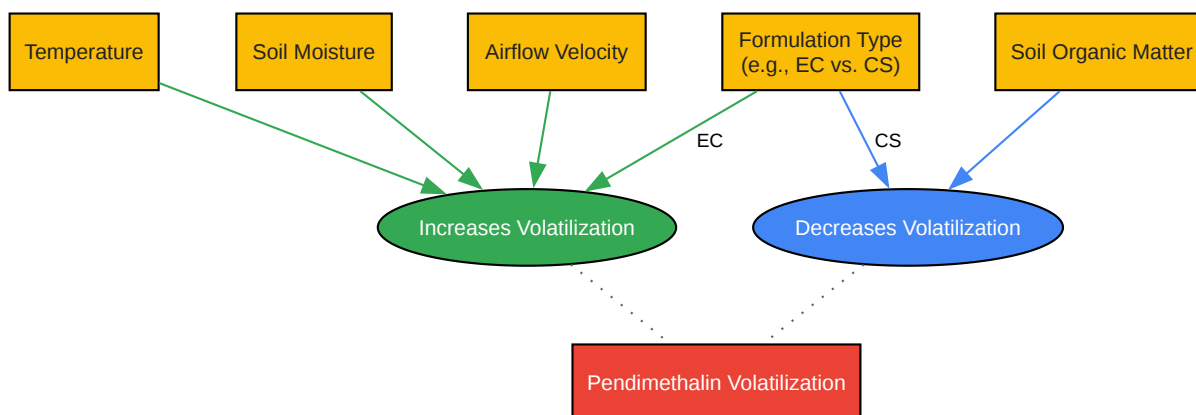 Temperature
Soil Moisture
Airflow Velocity
Formulation Type
(e.g., EC vs. CS)
Soil Organic Matter
EC
CS
Increases Volatilization
Decreases Volatilization
Pendimethalin Volatilization